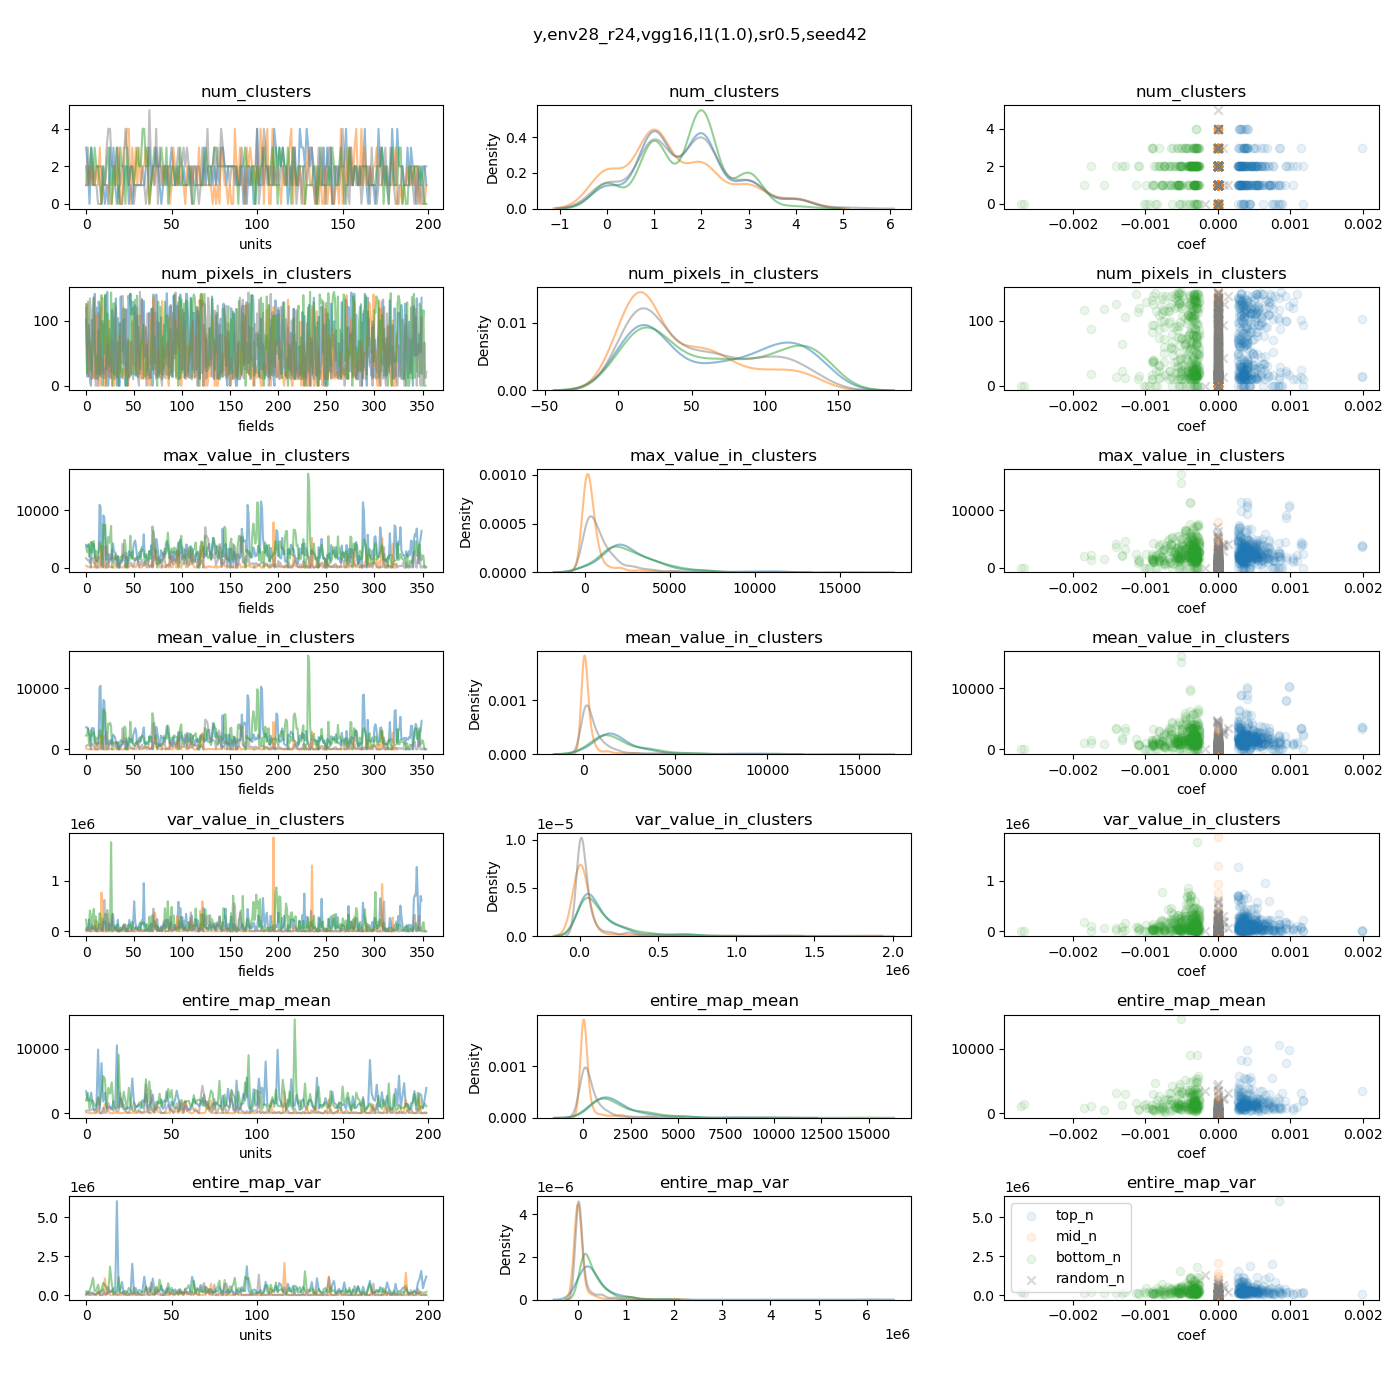 y,env28_r24,vgg16,l1(1.0),sr0.5,seed42
num_clusters
num_clusters
num_clusters
4
2
0
0 50 100 150 200
units
Density
0.4
0.2
0.0
−1 0 1 2 3 4 5 6
4
2
0
−0.002 −0.001 0.000 0.001 0.002
coef
num_pixels_in_clusters
num_pixels_in_clusters
num_pixels_in_clusters
100
0
0 50 100 150 200 250 300 350
fields
Density
0.01
0.00
−50 0 50 100 150
100
0
−0.002 −0.001 0.000 0.001 0.002
coef
max_value_in_clusters
max_value_in_clusters
max_value_in_clusters
10000
0
0 50 100 150 200 250 300 350
fields
Density
0.0010
0.0005
0.0000
0 5000 10000 15000
10000
0
−0.002 −0.001 0.000 0.001 0.002
coef
mean_value_in_clusters
mean_value_in_clusters
mean_value_in_clusters
10000
0
0 50 100 150 200 250 300 350
fields
Density
0.001
0.000
0 5000 10000 15000
10000
0
−0.002 −0.001 0.000 0.001 0.002
coef
var_value_in_clusters
var_value_in_clusters
var_value_in_clusters
1e6
1
0
0 50 100 150 200 250 300 350
fields
1e−5
Density
1.0
0.5
0.0
0.0 0.5 1.0 1.5 2.0
1e6
1e6
1
0
−0.002 −0.001 0.000 0.001 0.002
coef
entire_map_mean
entire_map_mean
entire_map_mean
10000
0
0 50 100 150 200
units
Density
0.001
0.000
0 2500 5000 7500 10000 12500 15000
10000
0
−0.002 −0.001 0.000 0.001 0.002
coef
entire_map_var
entire_map_var
entire_map_var
1e6
5.0
2.5
0.0
0 50 100 150 200
units
1e−6
Density
4
2
0
0 1 2 3 4 5 6
1e6
1e6
5.0
2.5
0.0
top_n
mid_n
bottom_n
random_n
−0.002 −0.001 0.000 0.001 0.002
coef